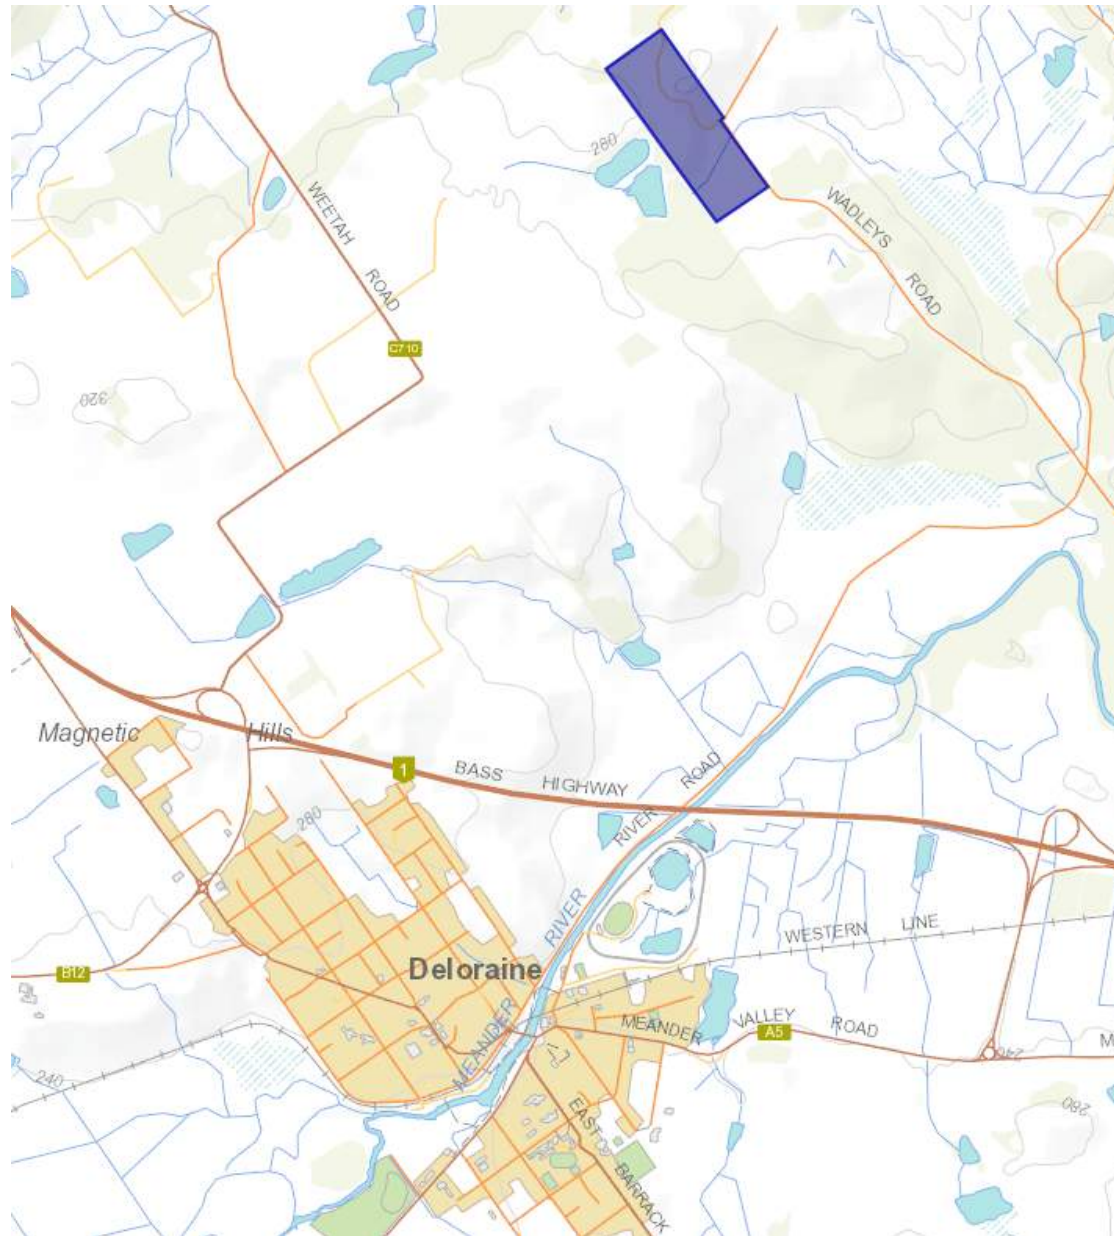 280
WADLEYS ROAD
WEETAH ROAD
C710
320
Magnetic Hills
1
BASS HIGHWAY
RIVER ROAD
280
MEANDER RIVER
WESTERN LINE
Deloraine
B12
MEANDER VALLEY ROAD
A5
M
240
240
280
EAST BARRACK